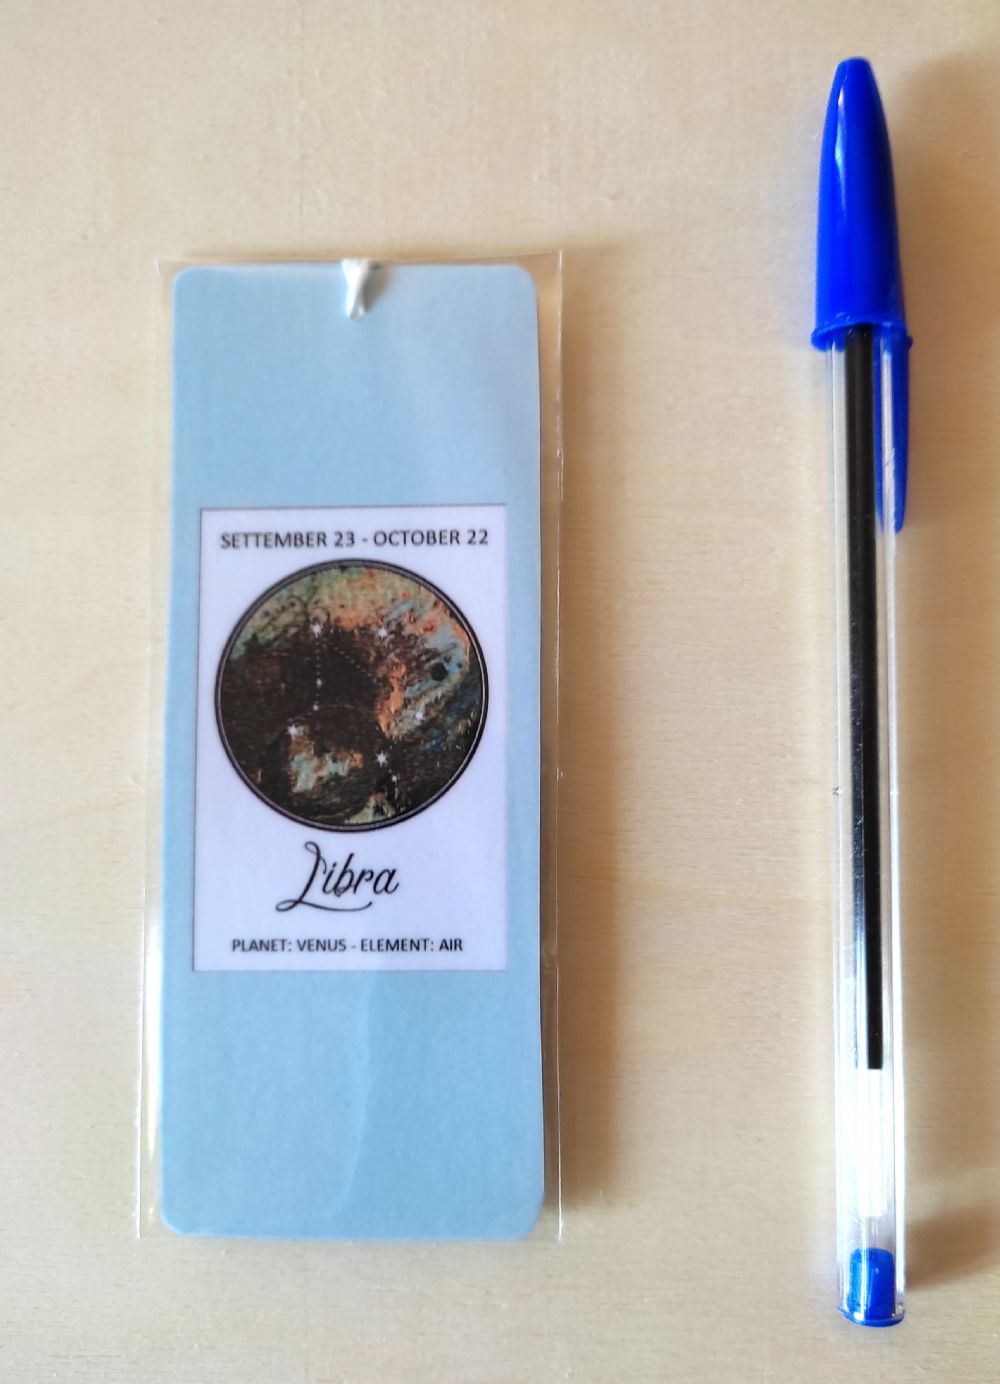 SETTEMBER 23 - OCTOBER 22
Libra
PLANET: VENUS - ELEMENT: AIR